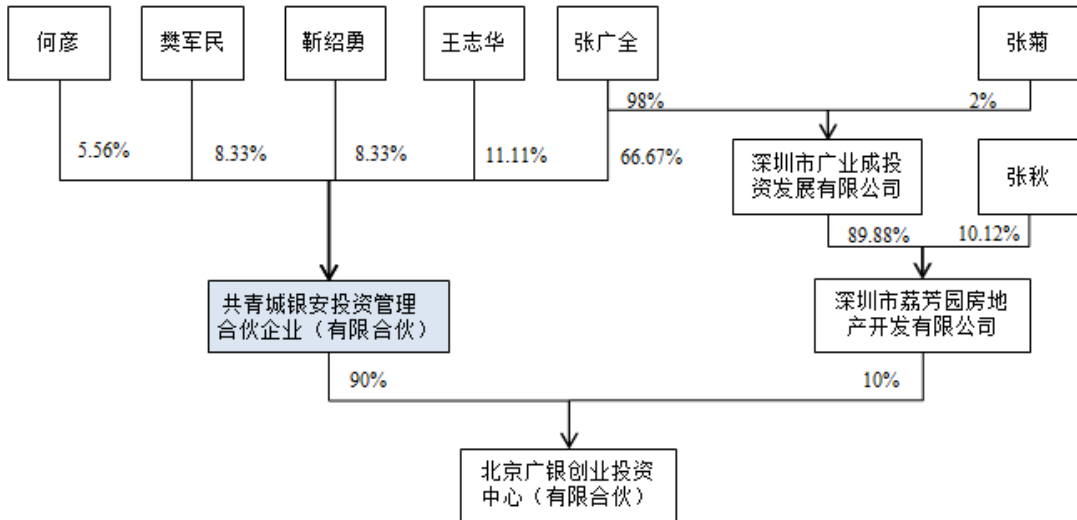 何彦
樊军民
靳绍勇
王志华
张广全
张菊
98%
2%
5.56%
8.33%
8.33%
11.11%
66.67%
深圳市广业成投
资发展有限公司
张秋
89.88%
10.12%
共青城银安投资管理
合伙企业（有限合伙）
深圳市荔芳园房地
产开发有限公司
90%
10%
北京广银创业投资
中心（有限合伙）